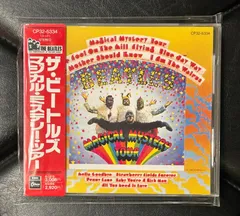 CP32-5334
THE BEATLES
ザ・ビートルズ
マジカル・ミステリー・ツアー
CP32-5334
Magical Mystery Tour
Fool On the Hill Flying Blue Jay Way
Mother Should Know I am the Walrus
BEATLES
MAGICAL MYSTERY
TOUR
Hello Goodbye Strawberry Fields Forever
Penny Lane Baby You're A Rich Man
All You Need Is Love